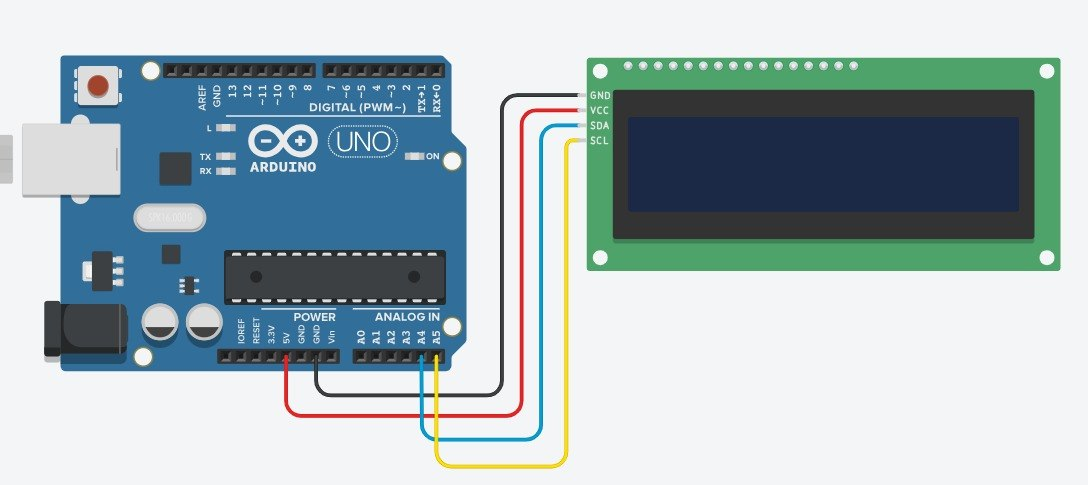 AREF
GND
13
12
~11
~10
~9
8
7
~6
~5
4
~3
2
TX→1
RX←0
DIGITAL (PWM~)
L
TX
RX
ARDUINO
UNO
ON
SPK16.000G
POWER
ANALOG IN
IOREF
RESET
3.3V
5V
GND
GND
Vin
A0
A1
A2
A3
A4
A5
GND
VCC
SDA
SCL